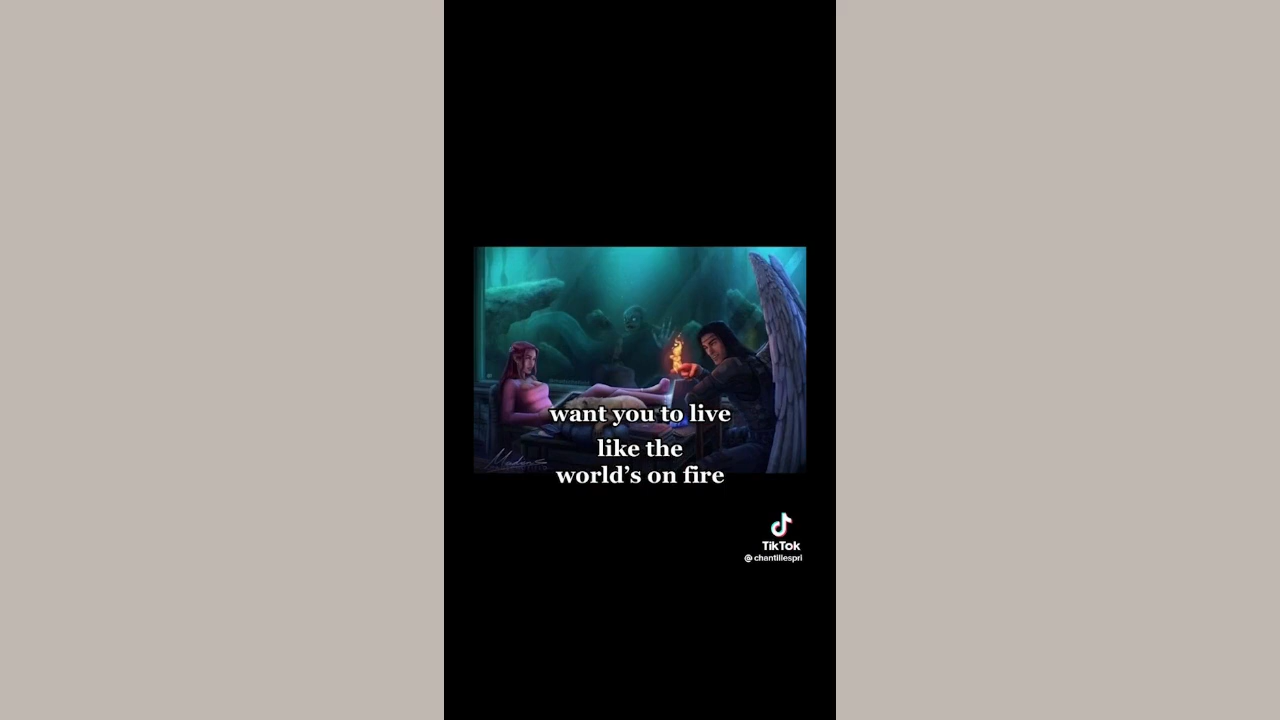 want you to live
like the
world’s on fire
TikTok
@chantillespri